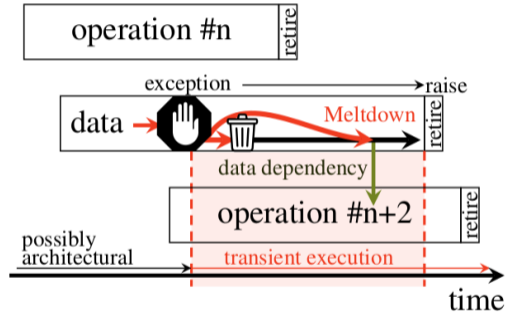 operation #n
retire
exception
raise
data
Meltdown
retire
data dependency
operation #n+2
retire
possibly
architectural
transient execution
time